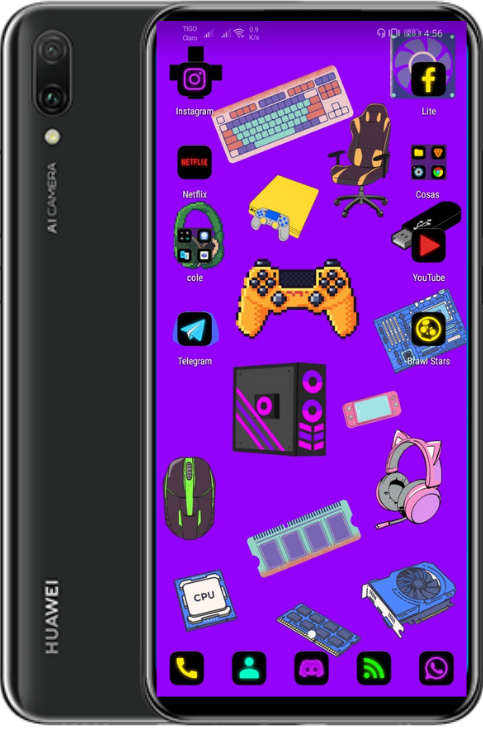 TIGO
Claro
0.9
K/s
28
4:56
Instagram
Lite
NETFLIX
Netflix
Cosas
cole
YouTube
Telegram
Brawl Stars
CPU
AI CAMERA
HUAWEI